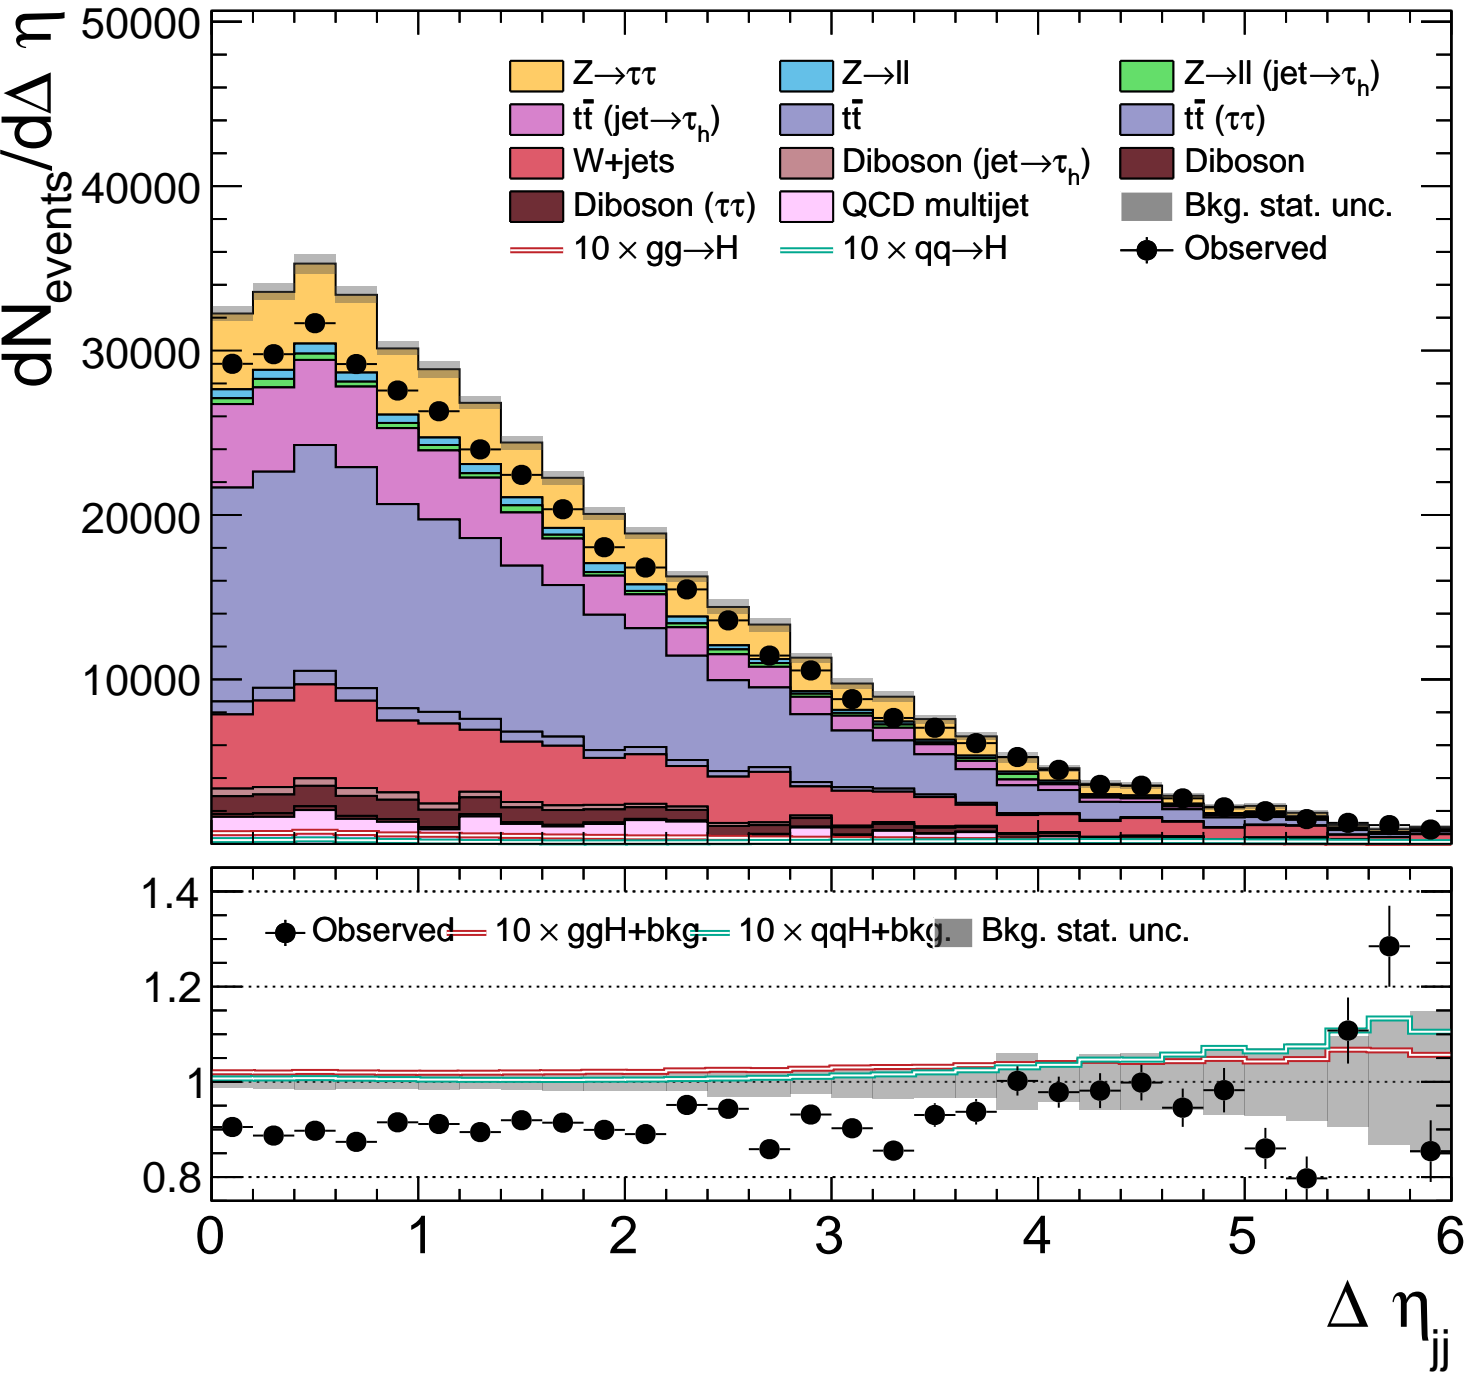 dN_events/dΔ η
50000
40000
30000
20000
10000
Z→ττ Z→ll Z→ll (jet→τ_h)
tt̄ (jet→τ_h) tt̄ tt̄ (ττ)
W+jets Diboson (jet→τ_h) Diboson
Diboson (ττ) QCD multijet Bkg. stat. unc.
10 × gg→H 10 × qq→H Observed
1.4
1.2
1
0.8
Observed 10 × ggH+bkg. 10 × qqH+bkg. Bkg. stat. unc.
0 1 2 3 4 5 6
Δ η_jj